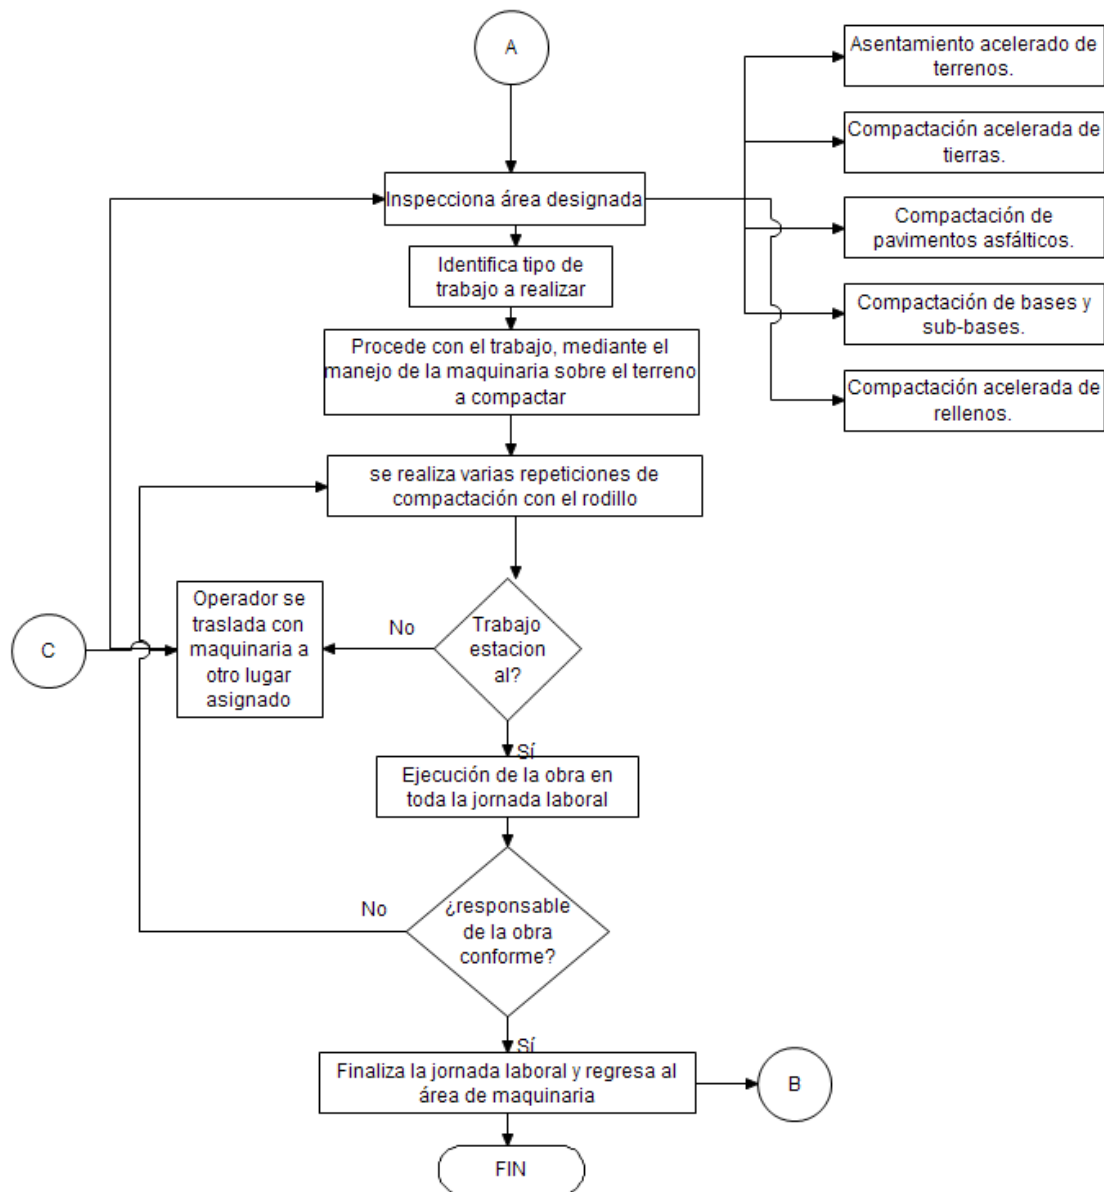 A
Asentamiento acelerado de
terrenos.
Compactación acelerada de
tierras.
Inspecciona área designada
Compactación de
pavimentos asfálticos.
Identifica tipo de
trabajo a realizar
Compactación de bases y
sub-bases.
Procede con el trabajo, mediante el
manejo de la maquinaria sobre el terreno
a compactar
Compactación acelerada de
rellenos.
se realiza varias repeticiones de
compactación con el rodillo
Operador se
traslada con
maquinaria a
otro lugar
asignado
C
No
Trabajo
estacion
al?
Sí
Ejecución de la obra en
toda la jornada laboral
No
¿responsable
de la obra
conforme?
Sí
Finaliza la jornada laboral y regresa al
área de maquinaria
B
FIN